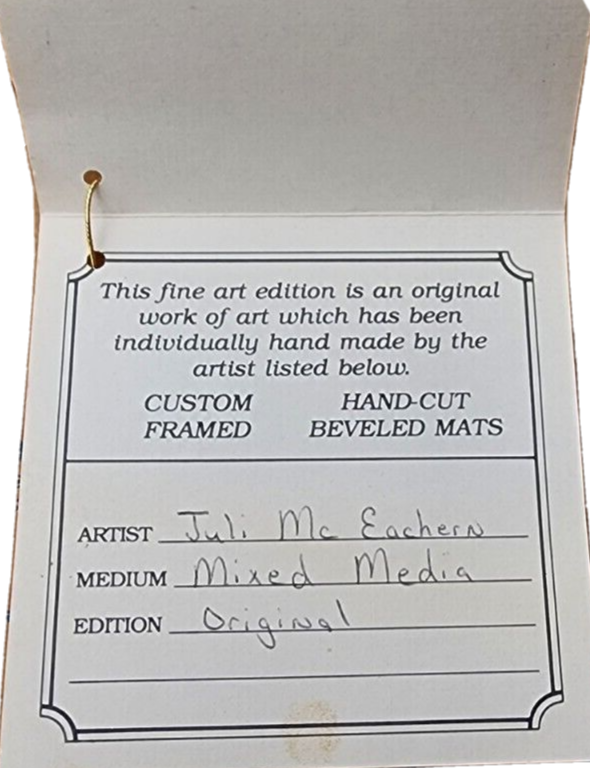 This fine art edition is an original
work of art which has been
individually hand made by the
artist listed below.
CUSTOM HAND-CUT
FRAMED BEVELED MATS
ARTIST Juli Mc Eachern
MEDIUM Mixed Media
EDITION Original